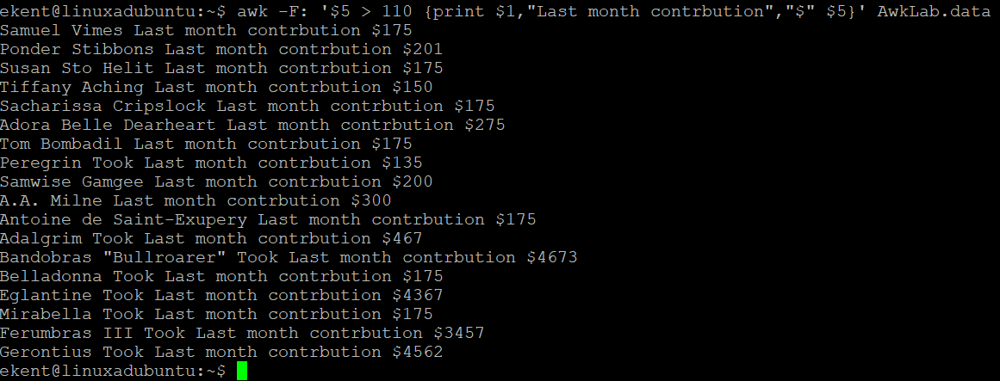 ekent@linuxadubuntu:~$ awk -F: '$5 > 110 {print $1,"Last month contrbution","$" $5}' AwkLab.data
Samuel Vimes Last month contrbution $175
Ponder Stibbons Last month contrbution $201
Susan Sto Helit Last month contrbution $175
Tiffany Aching Last month contrbution $150
Sacharissa Cripslock Last month contrbution $175
Adora Belle Dearheart Last month contrbution $275
Tom Bombadil Last month contrbution $175
Peregrin Took Last month contrbution $135
Samwise Gamgee Last month contrbution $200
A.A. Milne Last month contrbution $300
Antoine de Saint-Exupery Last month contrbution $175
Adalgrim Took Last month contrbution $467
Bandobras "Bullroarer" Took Last month contrbution $4673
Belladonna Took Last month contrbution $175
Eglantine Took Last month contrbution $4367
Mirabella Took Last month contrbution $175
Ferumbras III Took Last month contrbution $3457
Gerontius Took Last month contrbution $4562
ekent@linuxadubuntu:~$